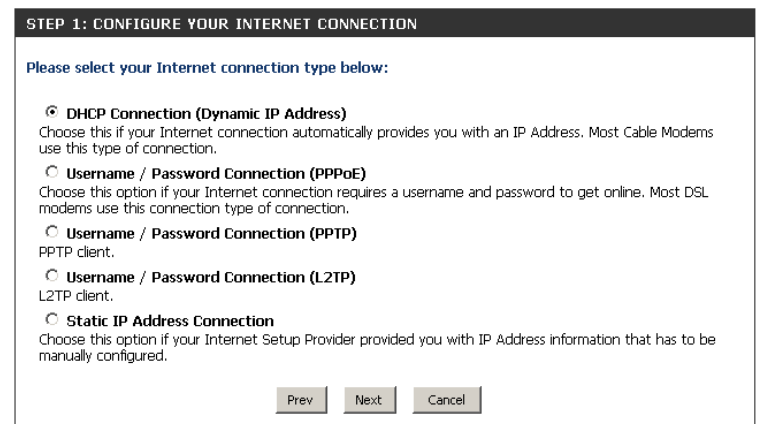 STEP 1: CONFIGURE YOUR INTERNET CONNECTION
Please select your Internet connection type below:
DHCP Connection (Dynamic IP Address)
Choose this if your Internet connection automatically provides you with an IP Address. Most Cable Modems
use this type of connection.
Username / Password Connection (PPPoE)
Choose this option if your Internet connection requires a username and password to get online. Most DSL
modems use this connection type of connection.
Username / Password Connection (PPTP)
PPTP client.
Username / Password Connection (L2TP)
L2TP client.
Static IP Address Connection
Choose this option if your Internet Setup Provider provided you with IP Address information that has to be
manually configured.
Prev Next Cancel